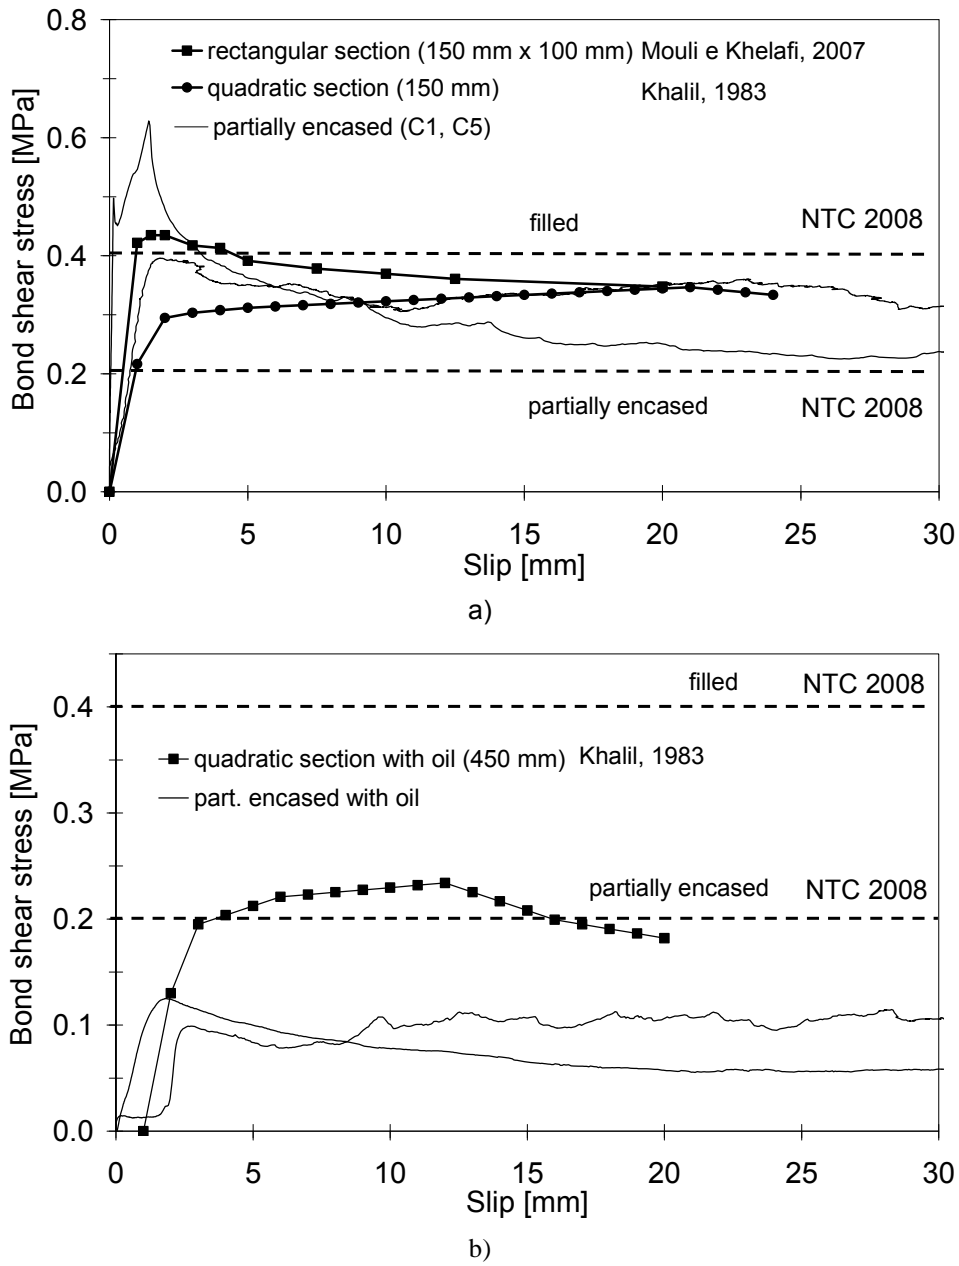 0.8
rectangular section (150 mm x 100 mm) Mouli e Khelafi, 2007
quadratic section (150 mm) Khalil, 1983
partially encased (C1, C5)
0.6
filled NTC 2008
0.4
0.2
partially encased NTC 2008
0.0
Bond shear stress [MPa]
0 5 10 15 20 25 30
Slip [mm]
a)
filled NTC 2008
0.4
quadratic section with oil (450 mm) Khalil, 1983
part. encased with oil
0.3
partially encased NTC 2008
0.2
0.1
0.0
Bond shear stress [MPa]
0 5 10 15 20 25 30
Slip [mm]
b)